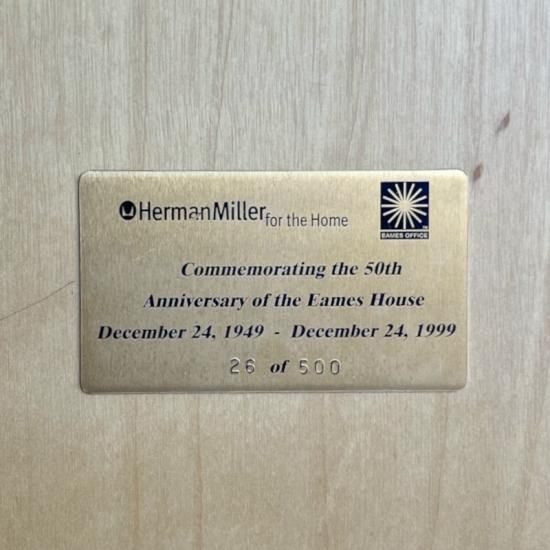 HermanMiller for the Home
EAMES OFFICE
Commemorating the 50th
Anniversary of the Eames House
December 24, 1949 - December 24, 1999
26 of 500